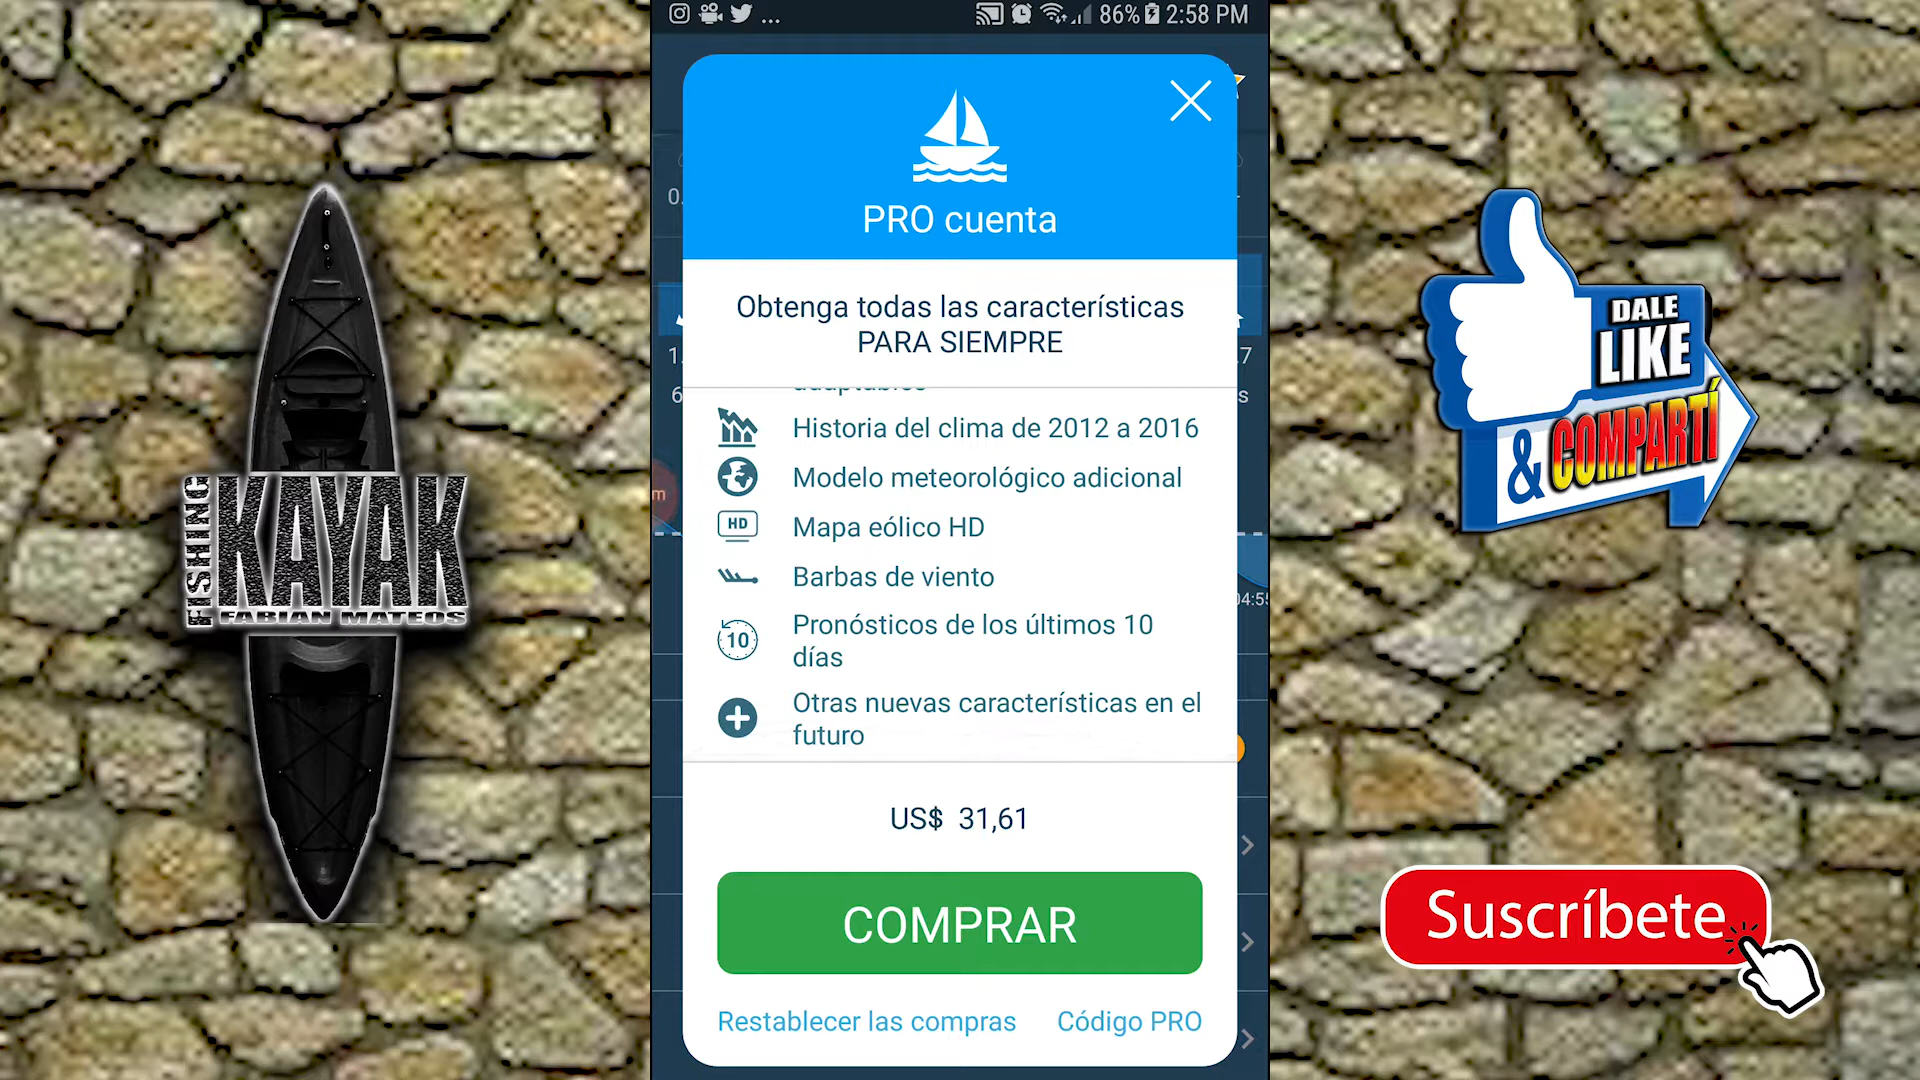 ... 86% 2:58 PM
PRO cuenta
Obtenga todas las características
PARA SIEMPRE
adaptables
Historia del clima de 2012 a 2016
Modelo meteorológico adicional
HD
Mapa eólico HD
Barbas de viento
10
Pronósticos de los últimos 10
días
Otras nuevas características en el
futuro
US$ 31,61
COMPRAR
Restablecer las compras
Código PRO
FISHING
KAYAK
FABIAN MATEOS
DALE
LIKE
& COMPARTÍ
Suscríbete